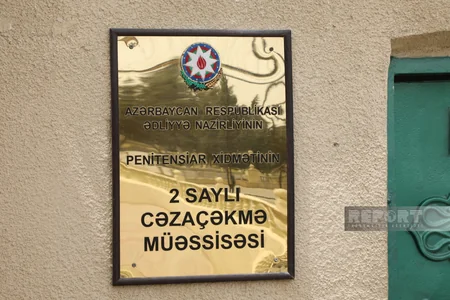 AZƏRBAYCAN RESPUBLİKASI
ƏDLİYYƏ NAZİRLİYİNİN
PENİTENSİAR XİDMƏTİNİN
2 SAYLI
CƏZAÇƏKMƏ
MÜƏSSİSƏSİ
REPORT